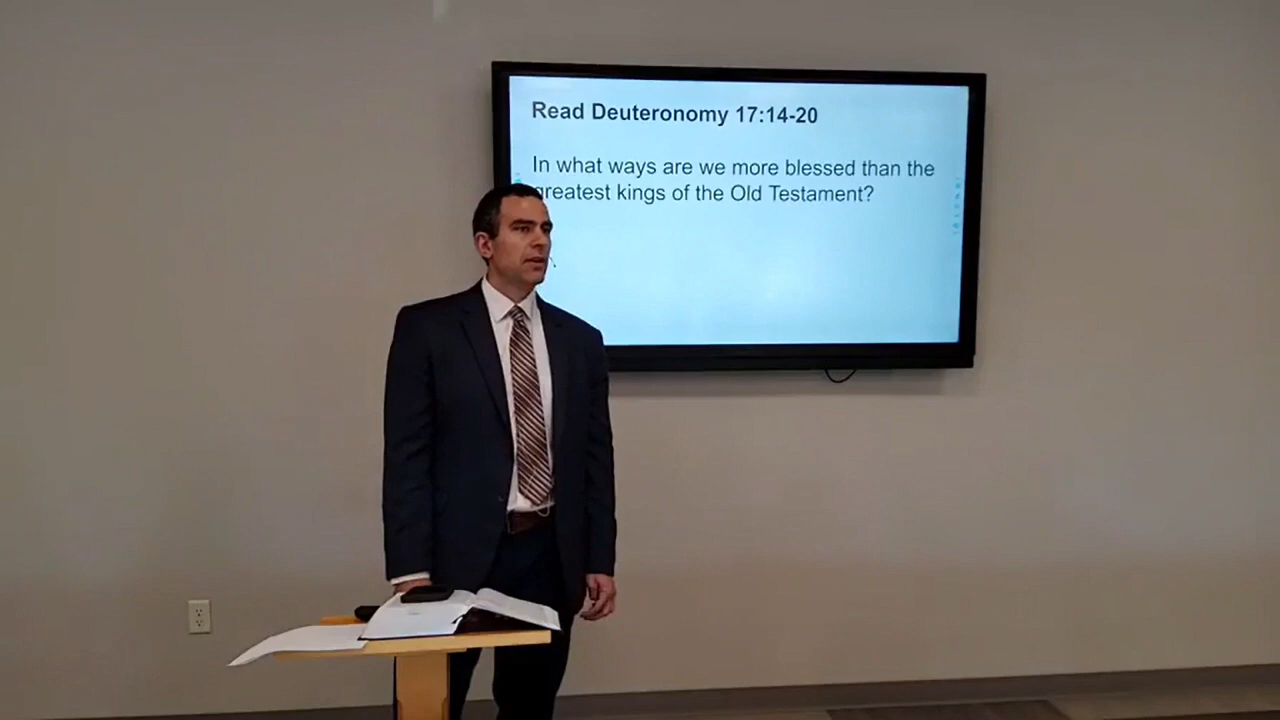 Read Deuteronomy 17:14-20
In what ways are we more blessed than the
greatest kings of the Old Testament?